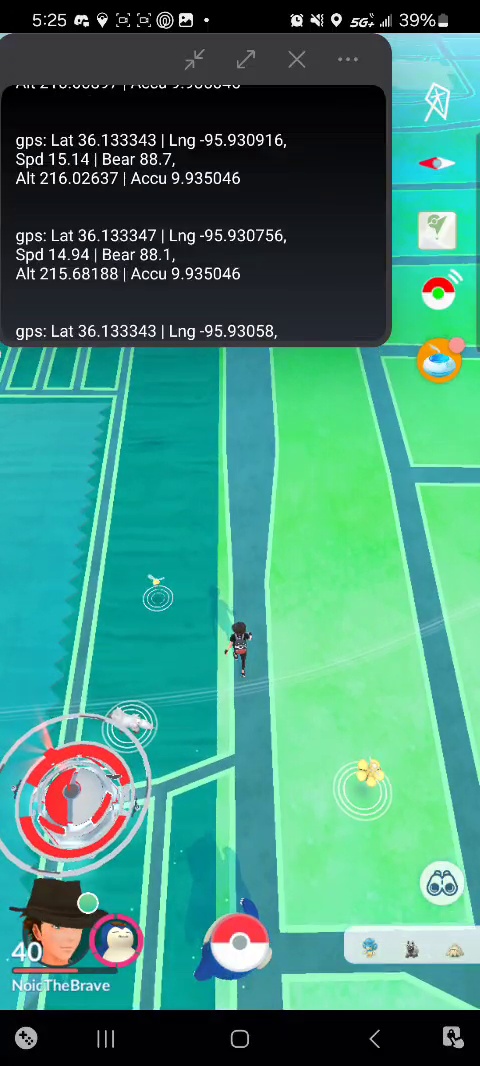 5:25
5G+
39%
gps: Lat 36.133343 | Lng -95.930916,
Spd 15.14 | Bear 88.7,
Alt 216.02637 | Accu 9.935046
gps: Lat 36.133347 | Lng -95.930756,
Spd 14.94 | Bear 88.1,
Alt 215.68188 | Accu 9.935046
gps: Lat 36.133343 | Lng -95.93058,
40
NoicTheBrave